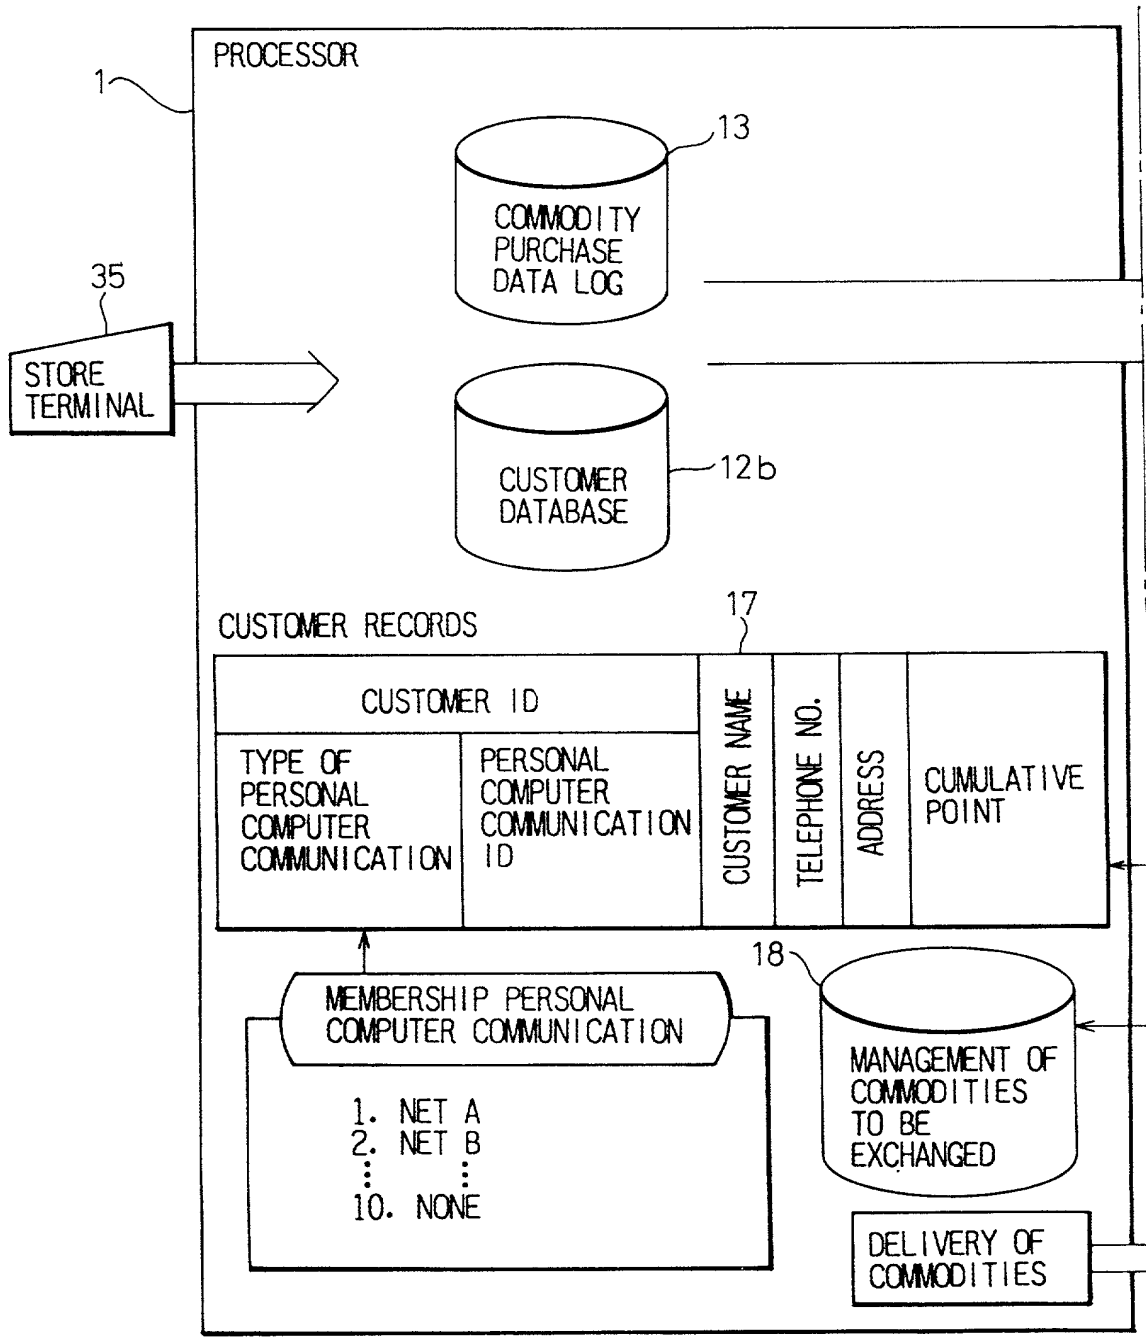 PROCESSOR
1
13
COMMODITY
PURCHASE
DATA LOG
35
STORE
TERMINAL
12b
CUSTOMER
DATABASE
17
CUSTOMER RECORDS
CUSTOMER ID
TYPE OF
PERSONAL
COMPUTER
COMMUNICATION
PERSONAL
COMPUTER
COMMUNICATION
ID
CUSTOMER NAME
TELEPHONE NO.
ADDRESS
CUMULATIVE
POINT
18
MEMBERSHIP PERSONAL
COMPUTER COMMUNICATION
1. NET A
2. NET B
10. NONE
MANAGEMENT OF
COMMODITIES
TO BE
EXCHANGED
DELIVERY OF
COMMODITIES